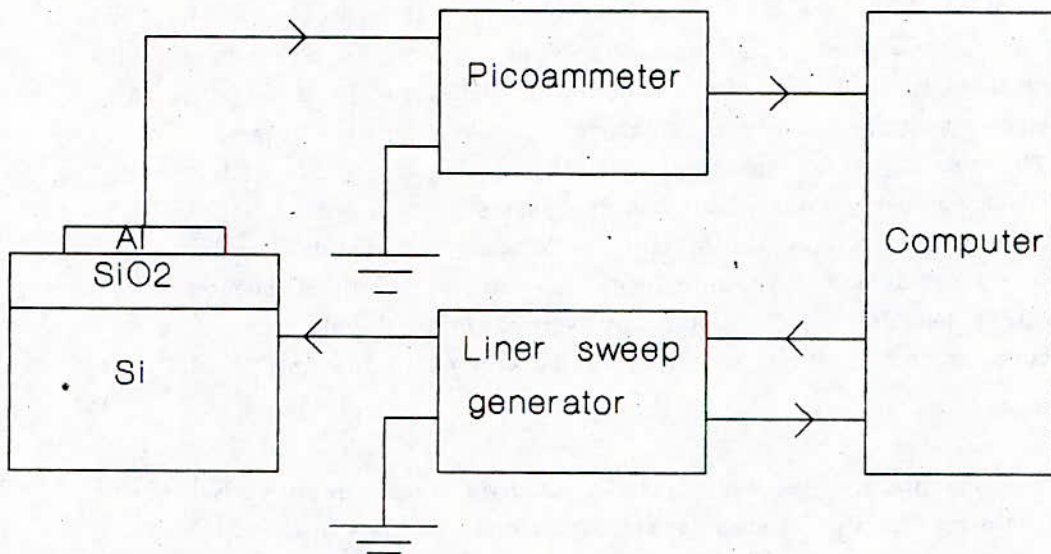 Picoammeter
Al
SiO2
Si
Liner sweep
generator
Computer